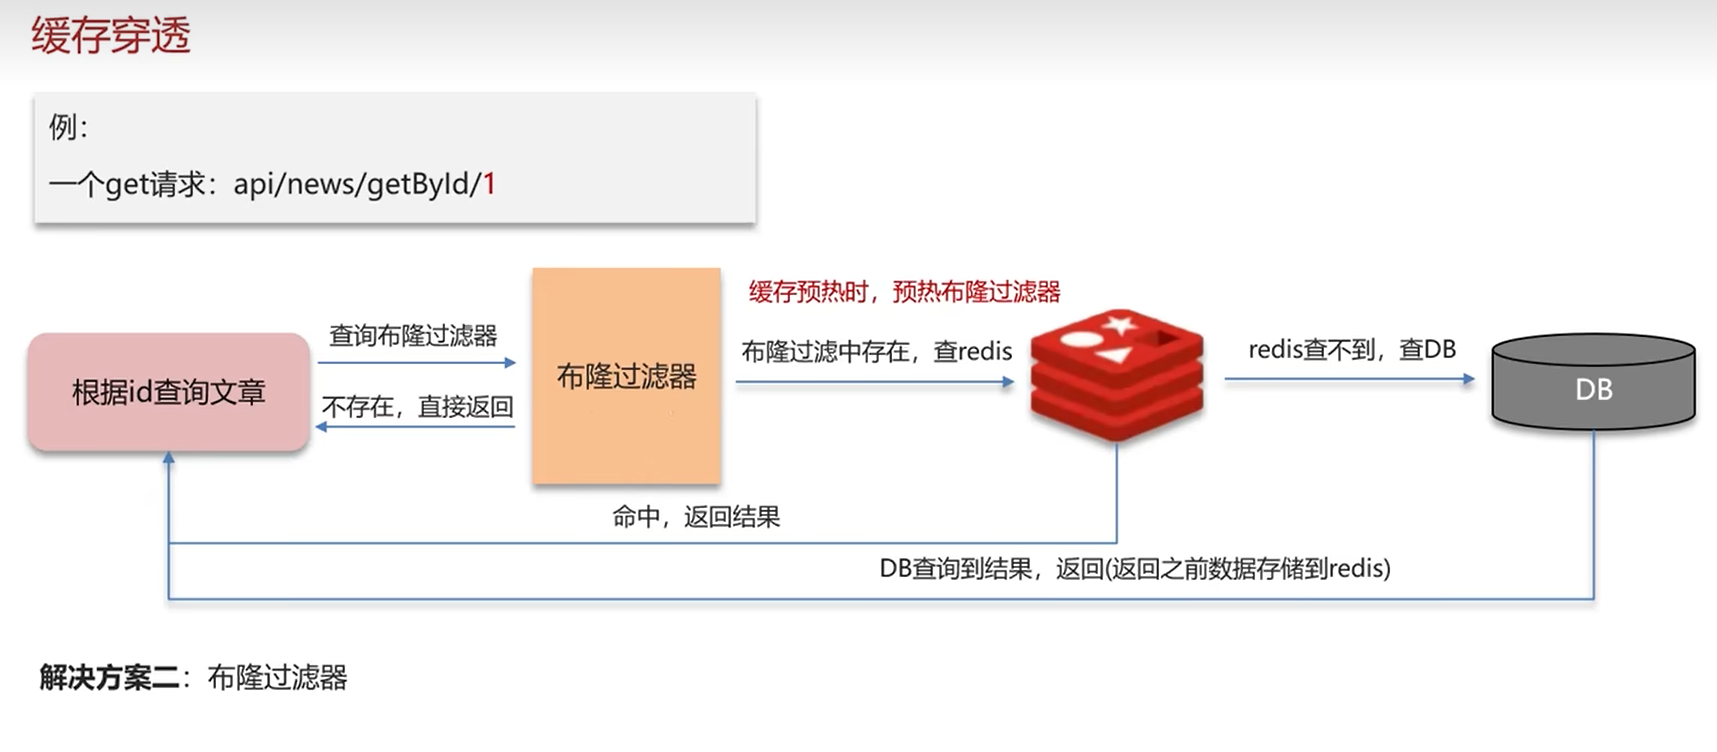 缓存穿透
例：
一个get请求：api/news/getById/1
缓存预热时，预热布隆过滤器
查询布隆过滤器
布隆过滤中存在，查redis
redis查不到，查DB
根据id查询文章
布隆过滤器
DB
不存在，直接返回
命中，返回结果
DB查询到结果，返回(返回之前数据存储到redis)
解决方案二：布隆过滤器